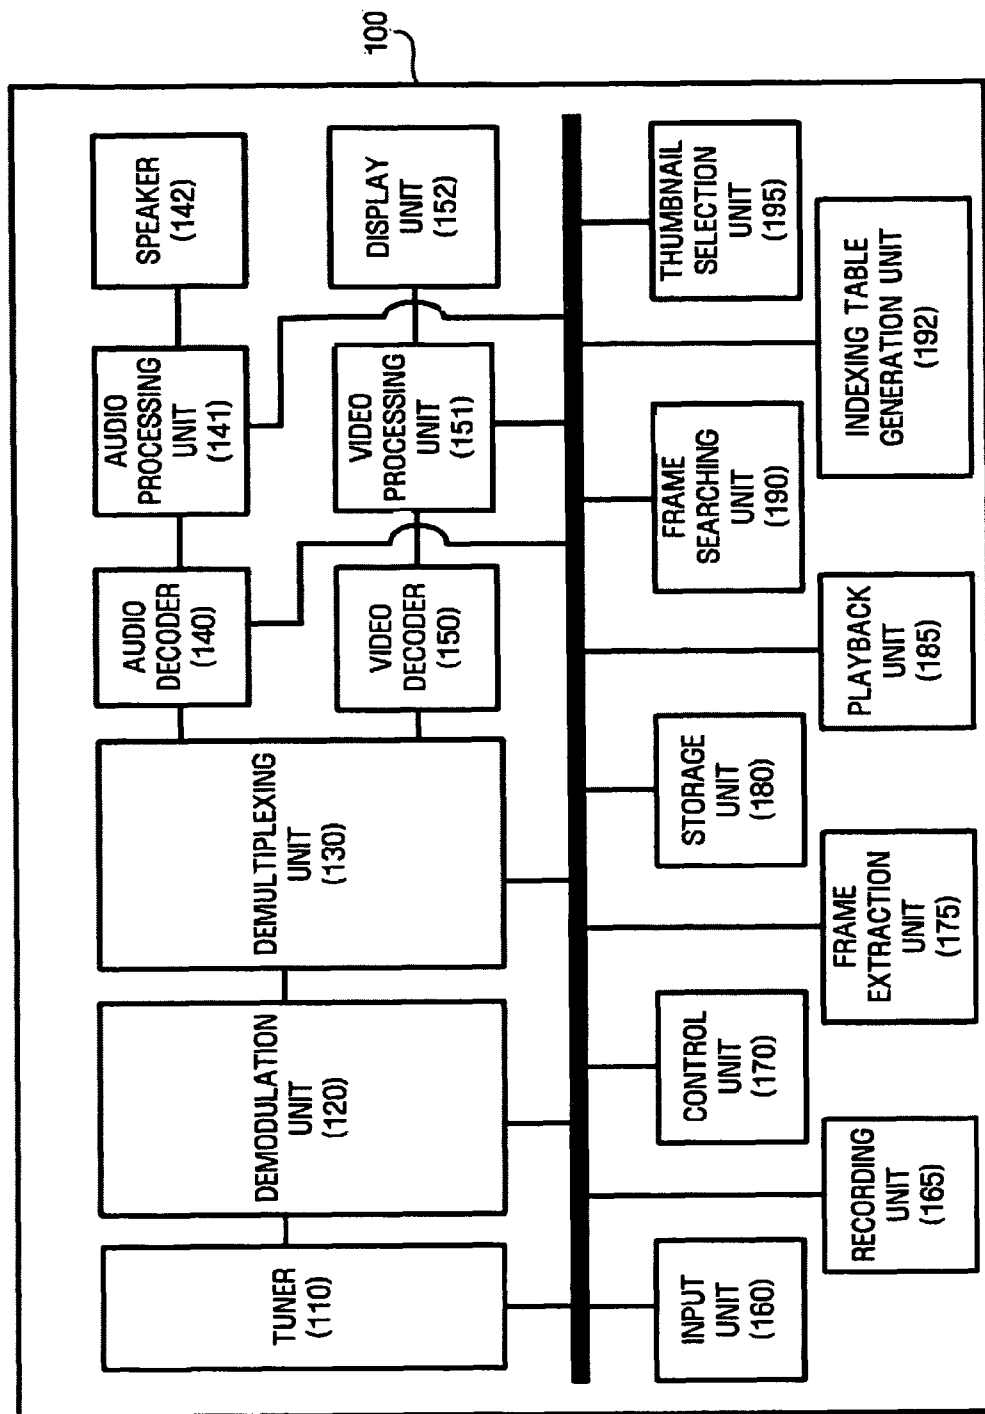 100
TUNER
(110)
DEMODULATION
UNIT
(120)
DEMULTIPLEXING
UNIT
(130)
AUDIO
DECODER
(140)
AUDIO
PROCESSING
UNIT
(141)
SPEAKER
(142)
VIDEO
DECODER
(150)
VIDEO
PROCESSING
UNIT
(151)
DISPLAY
UNIT
(152)
INPUT
UNIT
(160)
RECORDING
UNIT
(165)
CONTROL
UNIT
(170)
FRAME
EXTRACTION
UNIT
(175)
STORAGE
UNIT
(180)
PLAYBACK
UNIT
(185)
FRAME
SEARCHING
UNIT
(190)
INDEXING TABLE
GENERATION UNIT
(192)
THUMBNAIL
SELECTION
UNIT
(195)